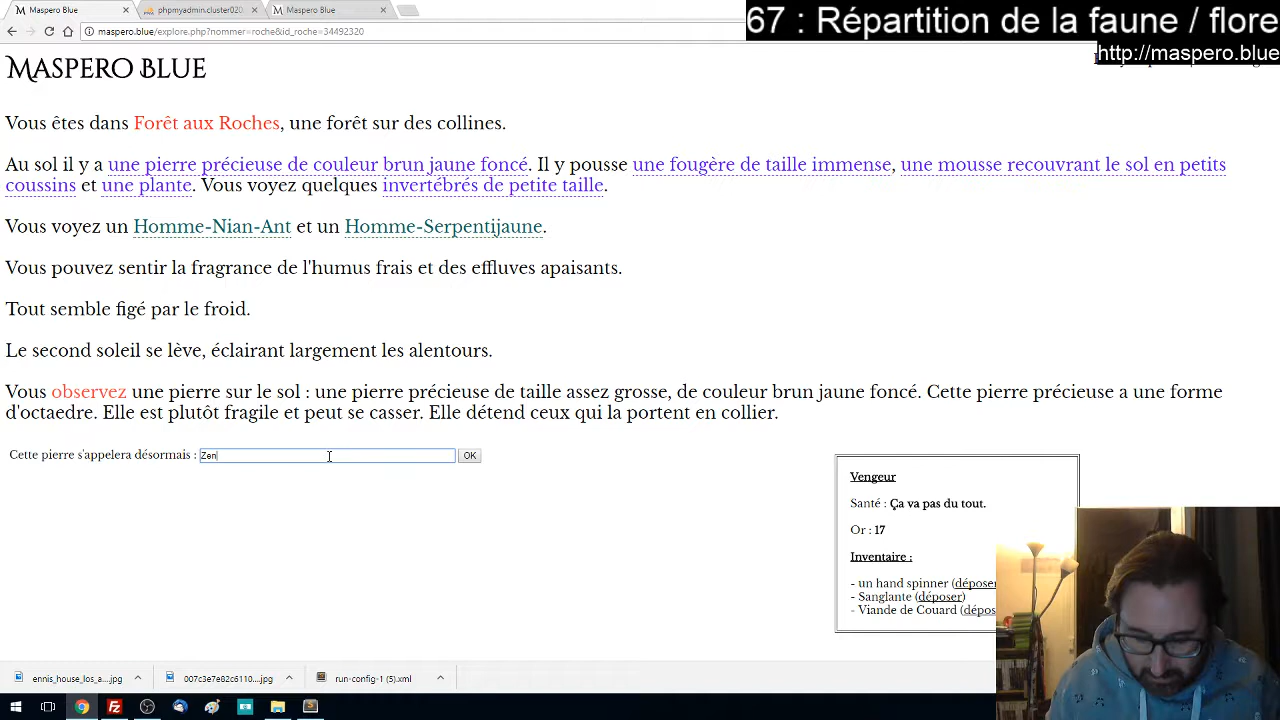 Maspero Blue
phpmyadmin.cluster020.
Maspero Blue
67 : Répartition de la faune / flore
maspero.blue/explore.php?nommer=roche&id_roche=34492320
http://maspero.blue
Maspero Blue
Vous êtes dans Forêt aux Roches, une forêt sur des collines.
Au sol il y a une pierre précieuse de couleur brun jaune foncé. Il y pousse une fougère de taille immense, une mousse recouvrant le sol en petits
coussins et une plante. Vous voyez quelques invertébrés de petite taille.
Vous voyez un Homme-Nian-Ant et un Homme-Serpentijaune.
Vous pouvez sentir la fragrance de l'humus frais et des effluves apaisants.
Tout semble figé par le froid.
Le second soleil se lève, éclairant largement les alentours.
Vous observez une pierre sur le sol : une pierre précieuse de taille assez grosse, de couleur brun jaune foncé. Cette pierre précieuse a une forme
d'octaedre. Elle est plutôt fragile et peut se casser. Elle détend ceux qui la portent en collier.
Cette pierre s'appelera désormais : Zen OK
Vengeur
Santé : Ça va pas du tout.
Or : 17
Inventaire :
- un hand spinner (déposer
- Sanglante (déposer)
- Viande de Couard (dépos
ennis_house_los_a....jpg
007c3e7e82c6110....jpg
run-config-1 (5).xml